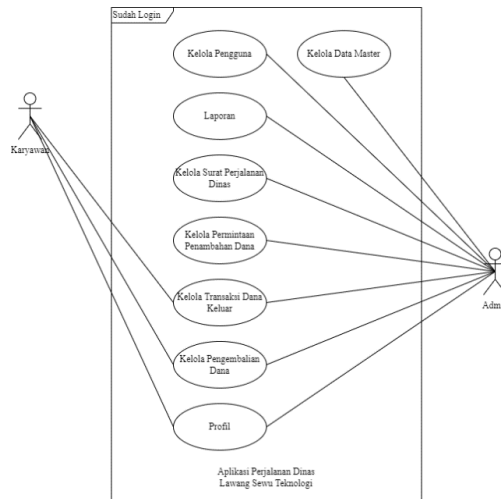 Sudah Login
Kelola Pengguna
Kelola Data Master
Laporan
Karyawan
Kelola Surat Perjalanan
Dinas
Kelola Permintaan
Penambahan Dana
Kelola Transaksi Dana
Keluar
Adm
Kelola Pengembalian
Dana
Profil
Aplikasi Perjalanan Dinas
Lawang Sewu Teknologi